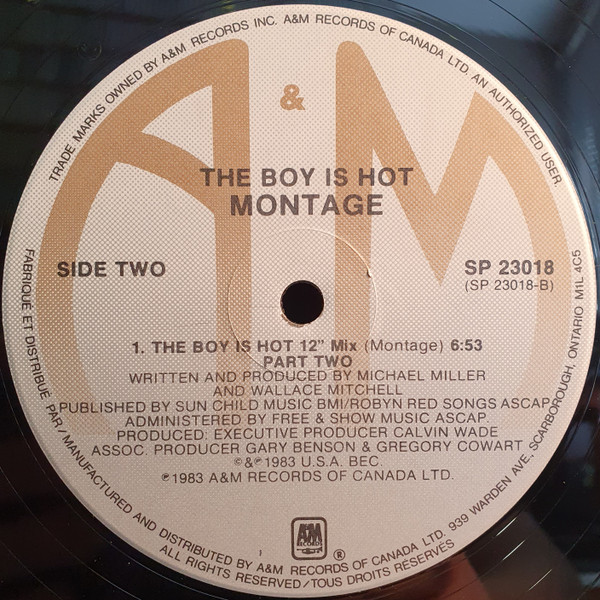 TRADE MARKS OWNED BY A&M RECORDS INC. A&M RECORDS OF CANADA LTD. AN AUTHORIZED USER.
A & M
THE BOY IS HOT
MONTAGE
SIDE TWO
SP 23018
(SP 23018-B)
1. THE BOY IS HOT 12" Mix (Montage) 6:53
PART TWO
WRITTEN AND PRODUCED BY MICHAEL MILLER
AND WALLACE MITCHELL
PUBLISHED BY SUN CHILD MUSIC BMI/ROBYN RED SONGS ASCAP
ADMINISTERED BY FREE & SHOW MUSIC ASCAP.
PRODUCED: EXECUTIVE PRODUCER CALVIN WADE
ASSOC. PRODUCER GARY BENSON & GREGORY COWART
©&℗1983 U.S.A. BEC.
℗1983 A&M RECORDS OF CANADA LTD.
A&M
RECORDS
®
FABRIQUÉ ET DISTRIBUÉ PAR/MANUFACTURED AND DISTRIBUTED BY A&M RECORDS OF CANADA LTD. 939 WARDEN AVE, SCARBOROUGH, ONTARIO M1L 4C5
ALL RIGHTS RESERVED/TOUS DROITS RÉSERVÉS